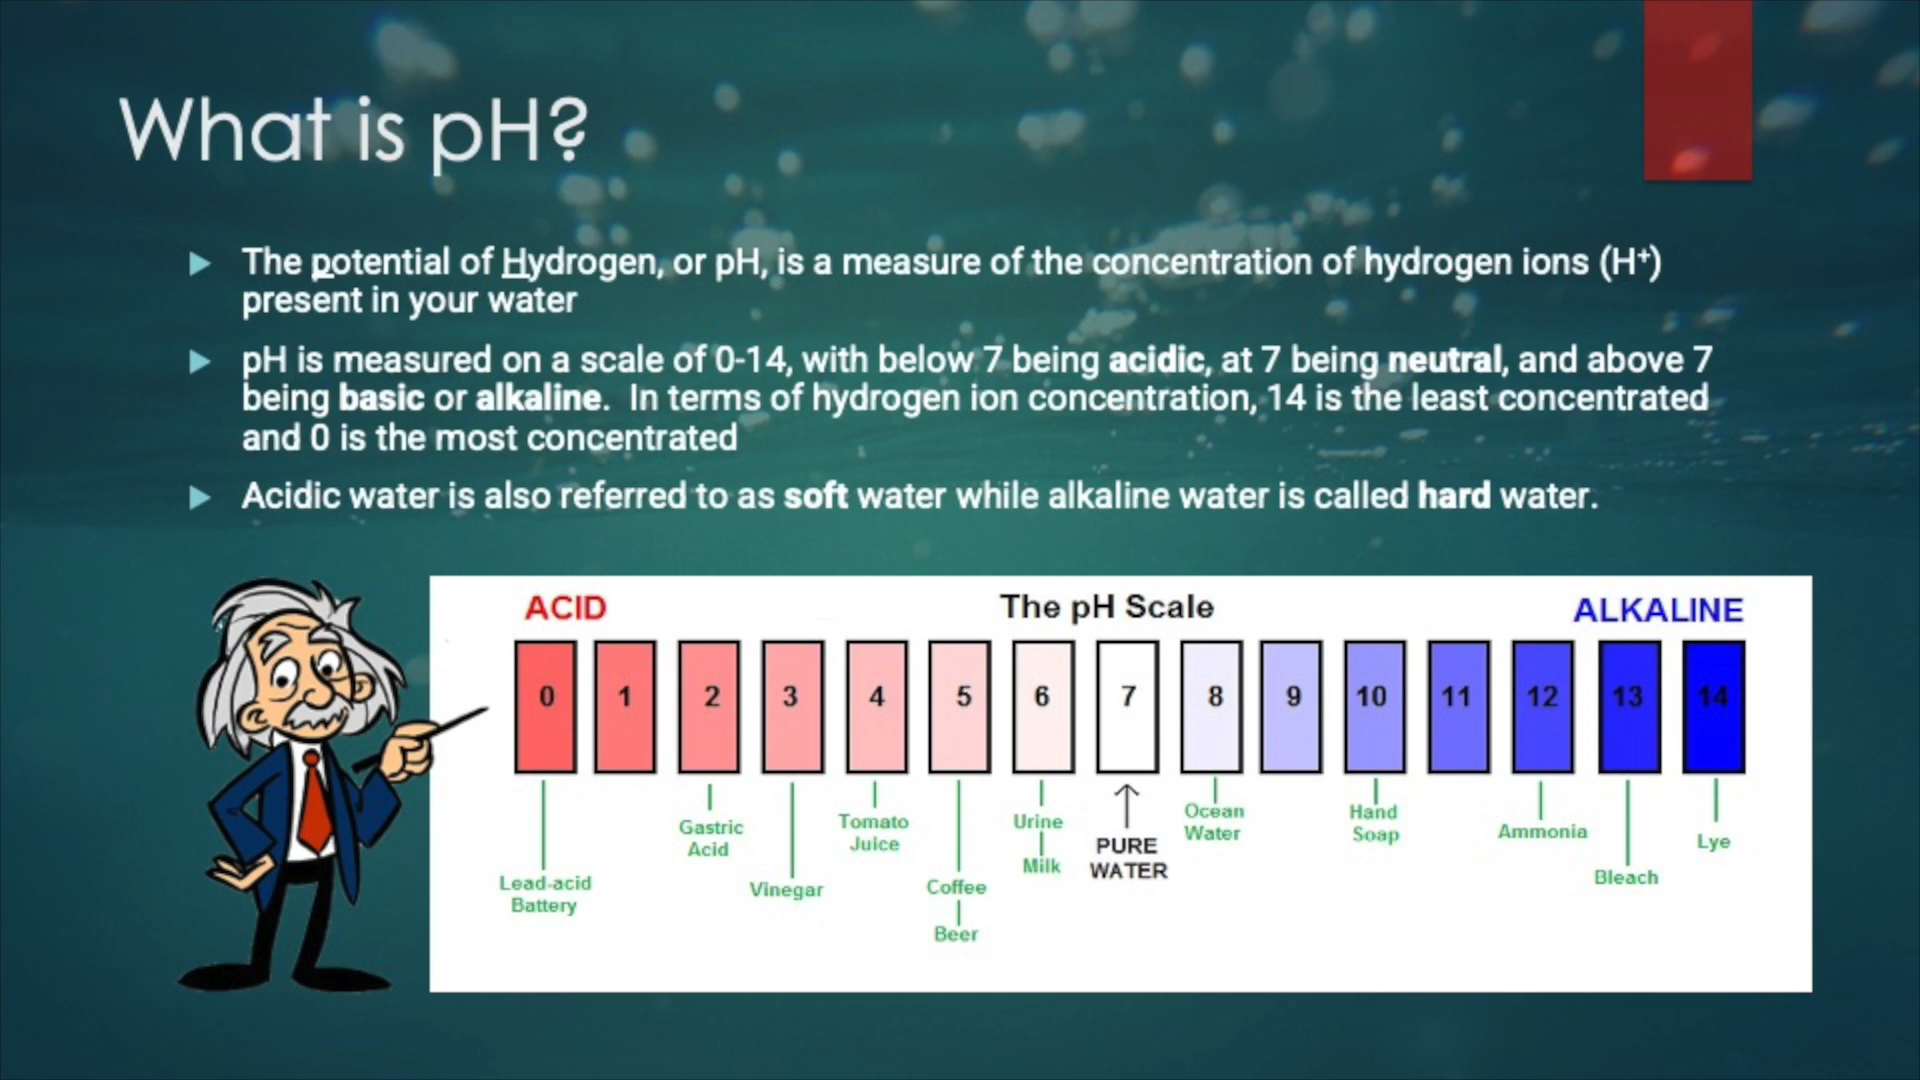 What is pH?
The potential of Hydrogen, or pH, is a measure of the concentration of hydrogen ions (H⁺)
present in your water
pH is measured on a scale of 0-14, with below 7 being acidic, at 7 being neutral, and above 7
being basic or alkaline. In terms of hydrogen ion concentration, 14 is the least concentrated
and 0 is the most concentrated
Acidic water is also referred to as soft water while alkaline water is called hard water.
ACID The pH Scale ALKALINE
0 1 2 3 4 5 6 7 8 9 10 11 12 13 14
Lead-acid
Battery
Gastric
Acid
Vinegar
Tomato
Juice
Coffee
Beer
Urine
Milk
PURE
WATER
Ocean
Water
Hand
Soap
Ammonia
Bleach
Lye